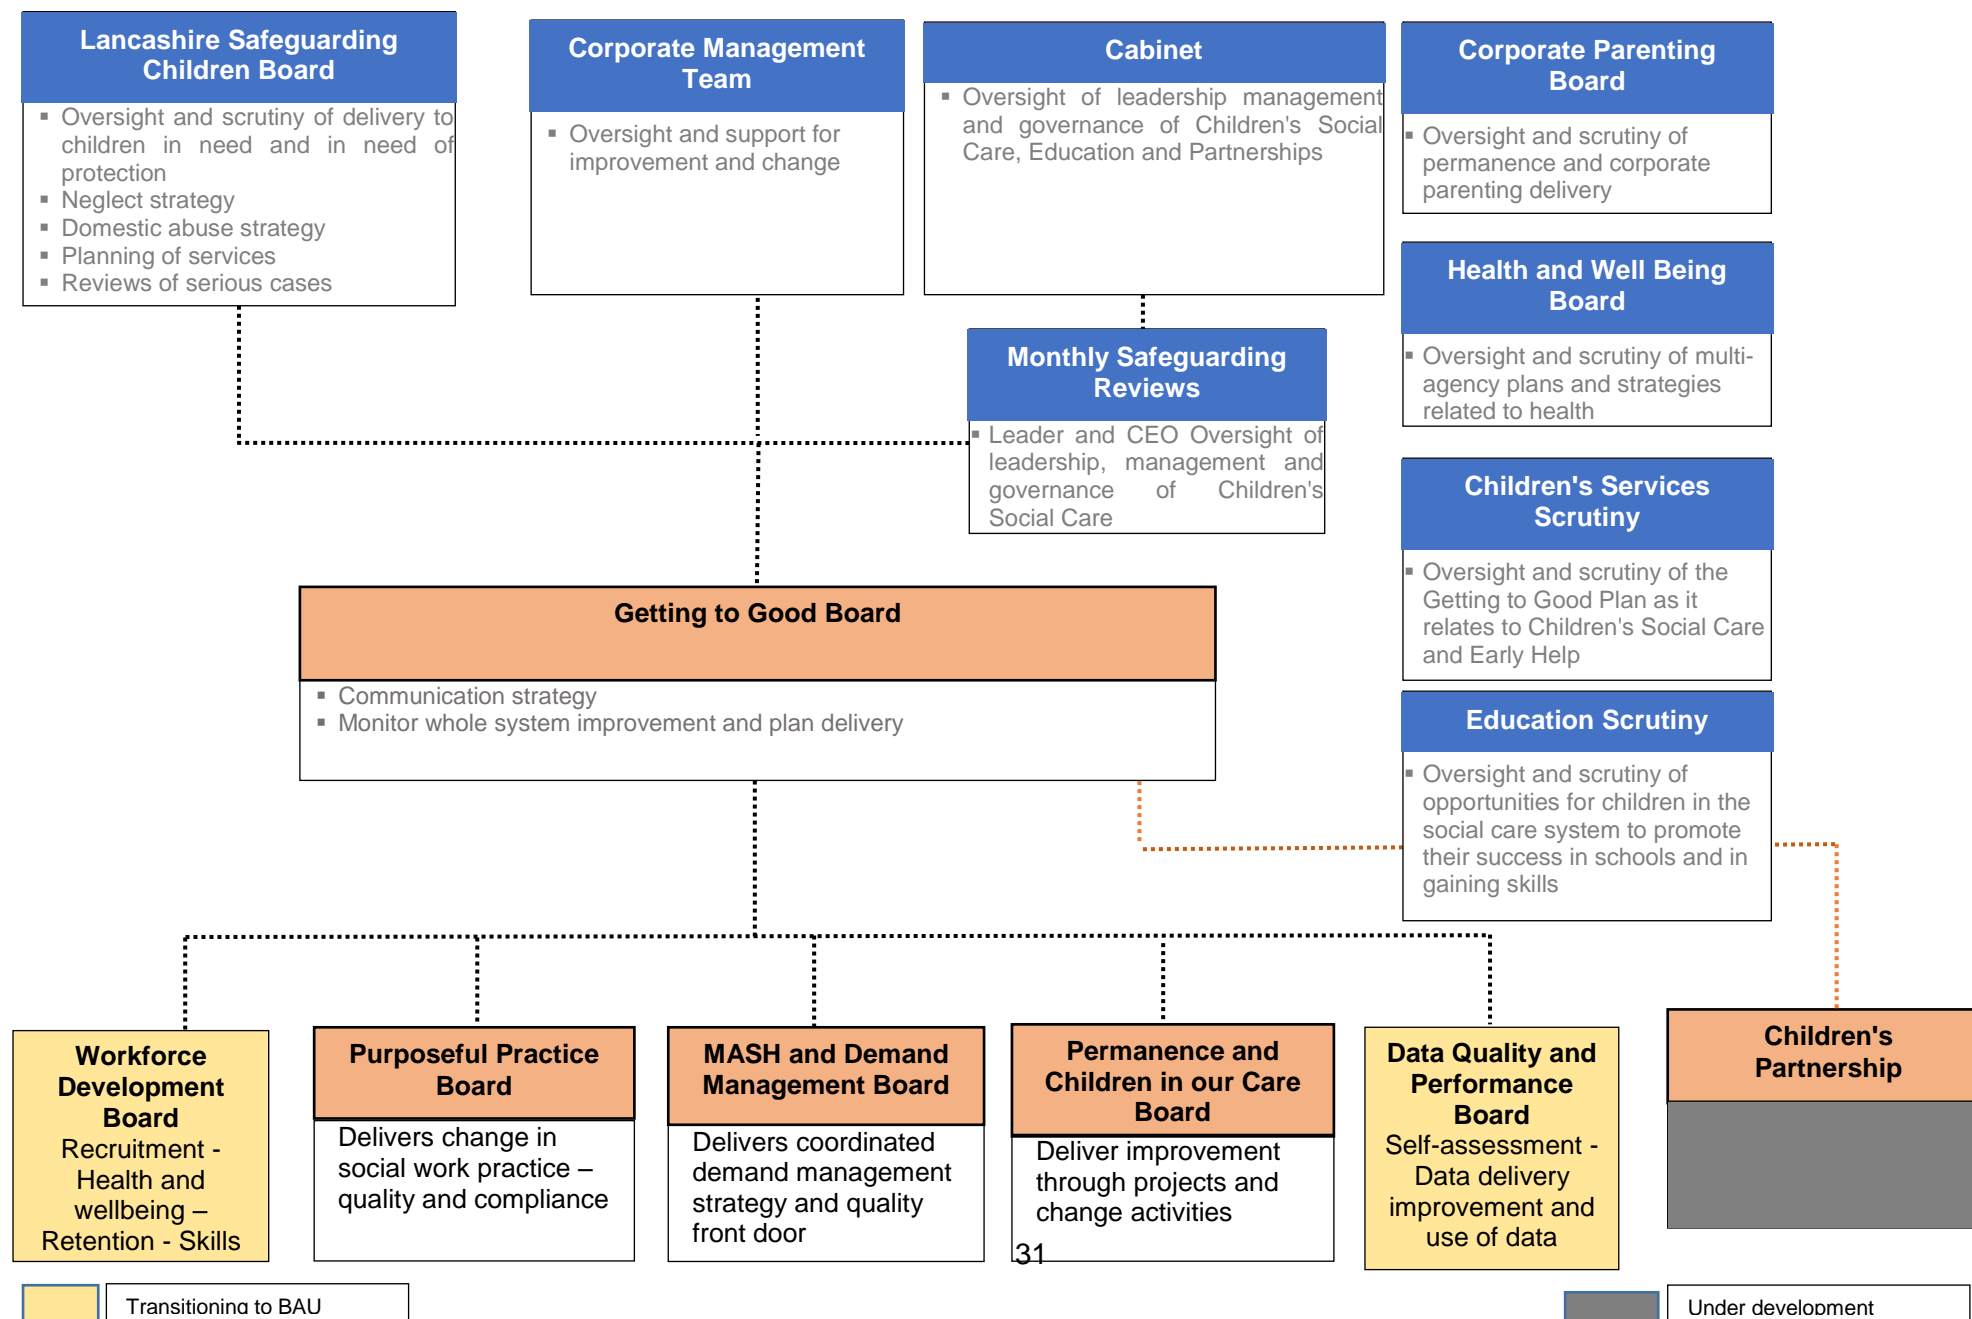 Lancashire Safeguarding
Children Board
▪ Oversight and scrutiny of delivery to
children in need and in need of
protection
▪ Neglect strategy
▪ Domestic abuse strategy
▪ Planning of services
▪ Reviews of serious cases
Corporate Management
Team
▪ Oversight and support for
improvement and change
Cabinet
▪ Oversight of leadership management
and governance of Children's Social
Care, Education and Partnerships
Corporate Parenting
Board
▪ Oversight and scrutiny of
permanence and corporate
parenting delivery
Health and Well Being
Board
▪ Oversight and scrutiny of multi-
agency plans and strategies
related to health
Monthly Safeguarding
Reviews
▪ Leader and CEO Oversight of
leadership, management and
governance of Children's
Social Care
Children's Services
Scrutiny
▪ Oversight and scrutiny of the
Getting to Good Plan as it
relates to Children's Social Care
and Early Help
Getting to Good Board
▪ Communication strategy
▪ Monitor whole system improvement and plan delivery
Education Scrutiny
▪ Oversight and scrutiny of
opportunities for children in the
social care system to promote
their success in schools and in
gaining skills
Workforce
Development
Board
Recruitment -
Health and
wellbeing –
Retention - Skills
Purposeful Practice
Board
Delivers change in
social work practice –
quality and compliance
MASH and Demand
Management Board
Delivers coordinated
demand management
strategy and quality
front door
Permanence and
Children in our Care
Board
Deliver improvement
through projects and
change activities
Data Quality and
Performance
Board
Self-assessment -
Data delivery
improvement and
use of data
Children's
Partnership
31
Transitioning to BAU
Under development